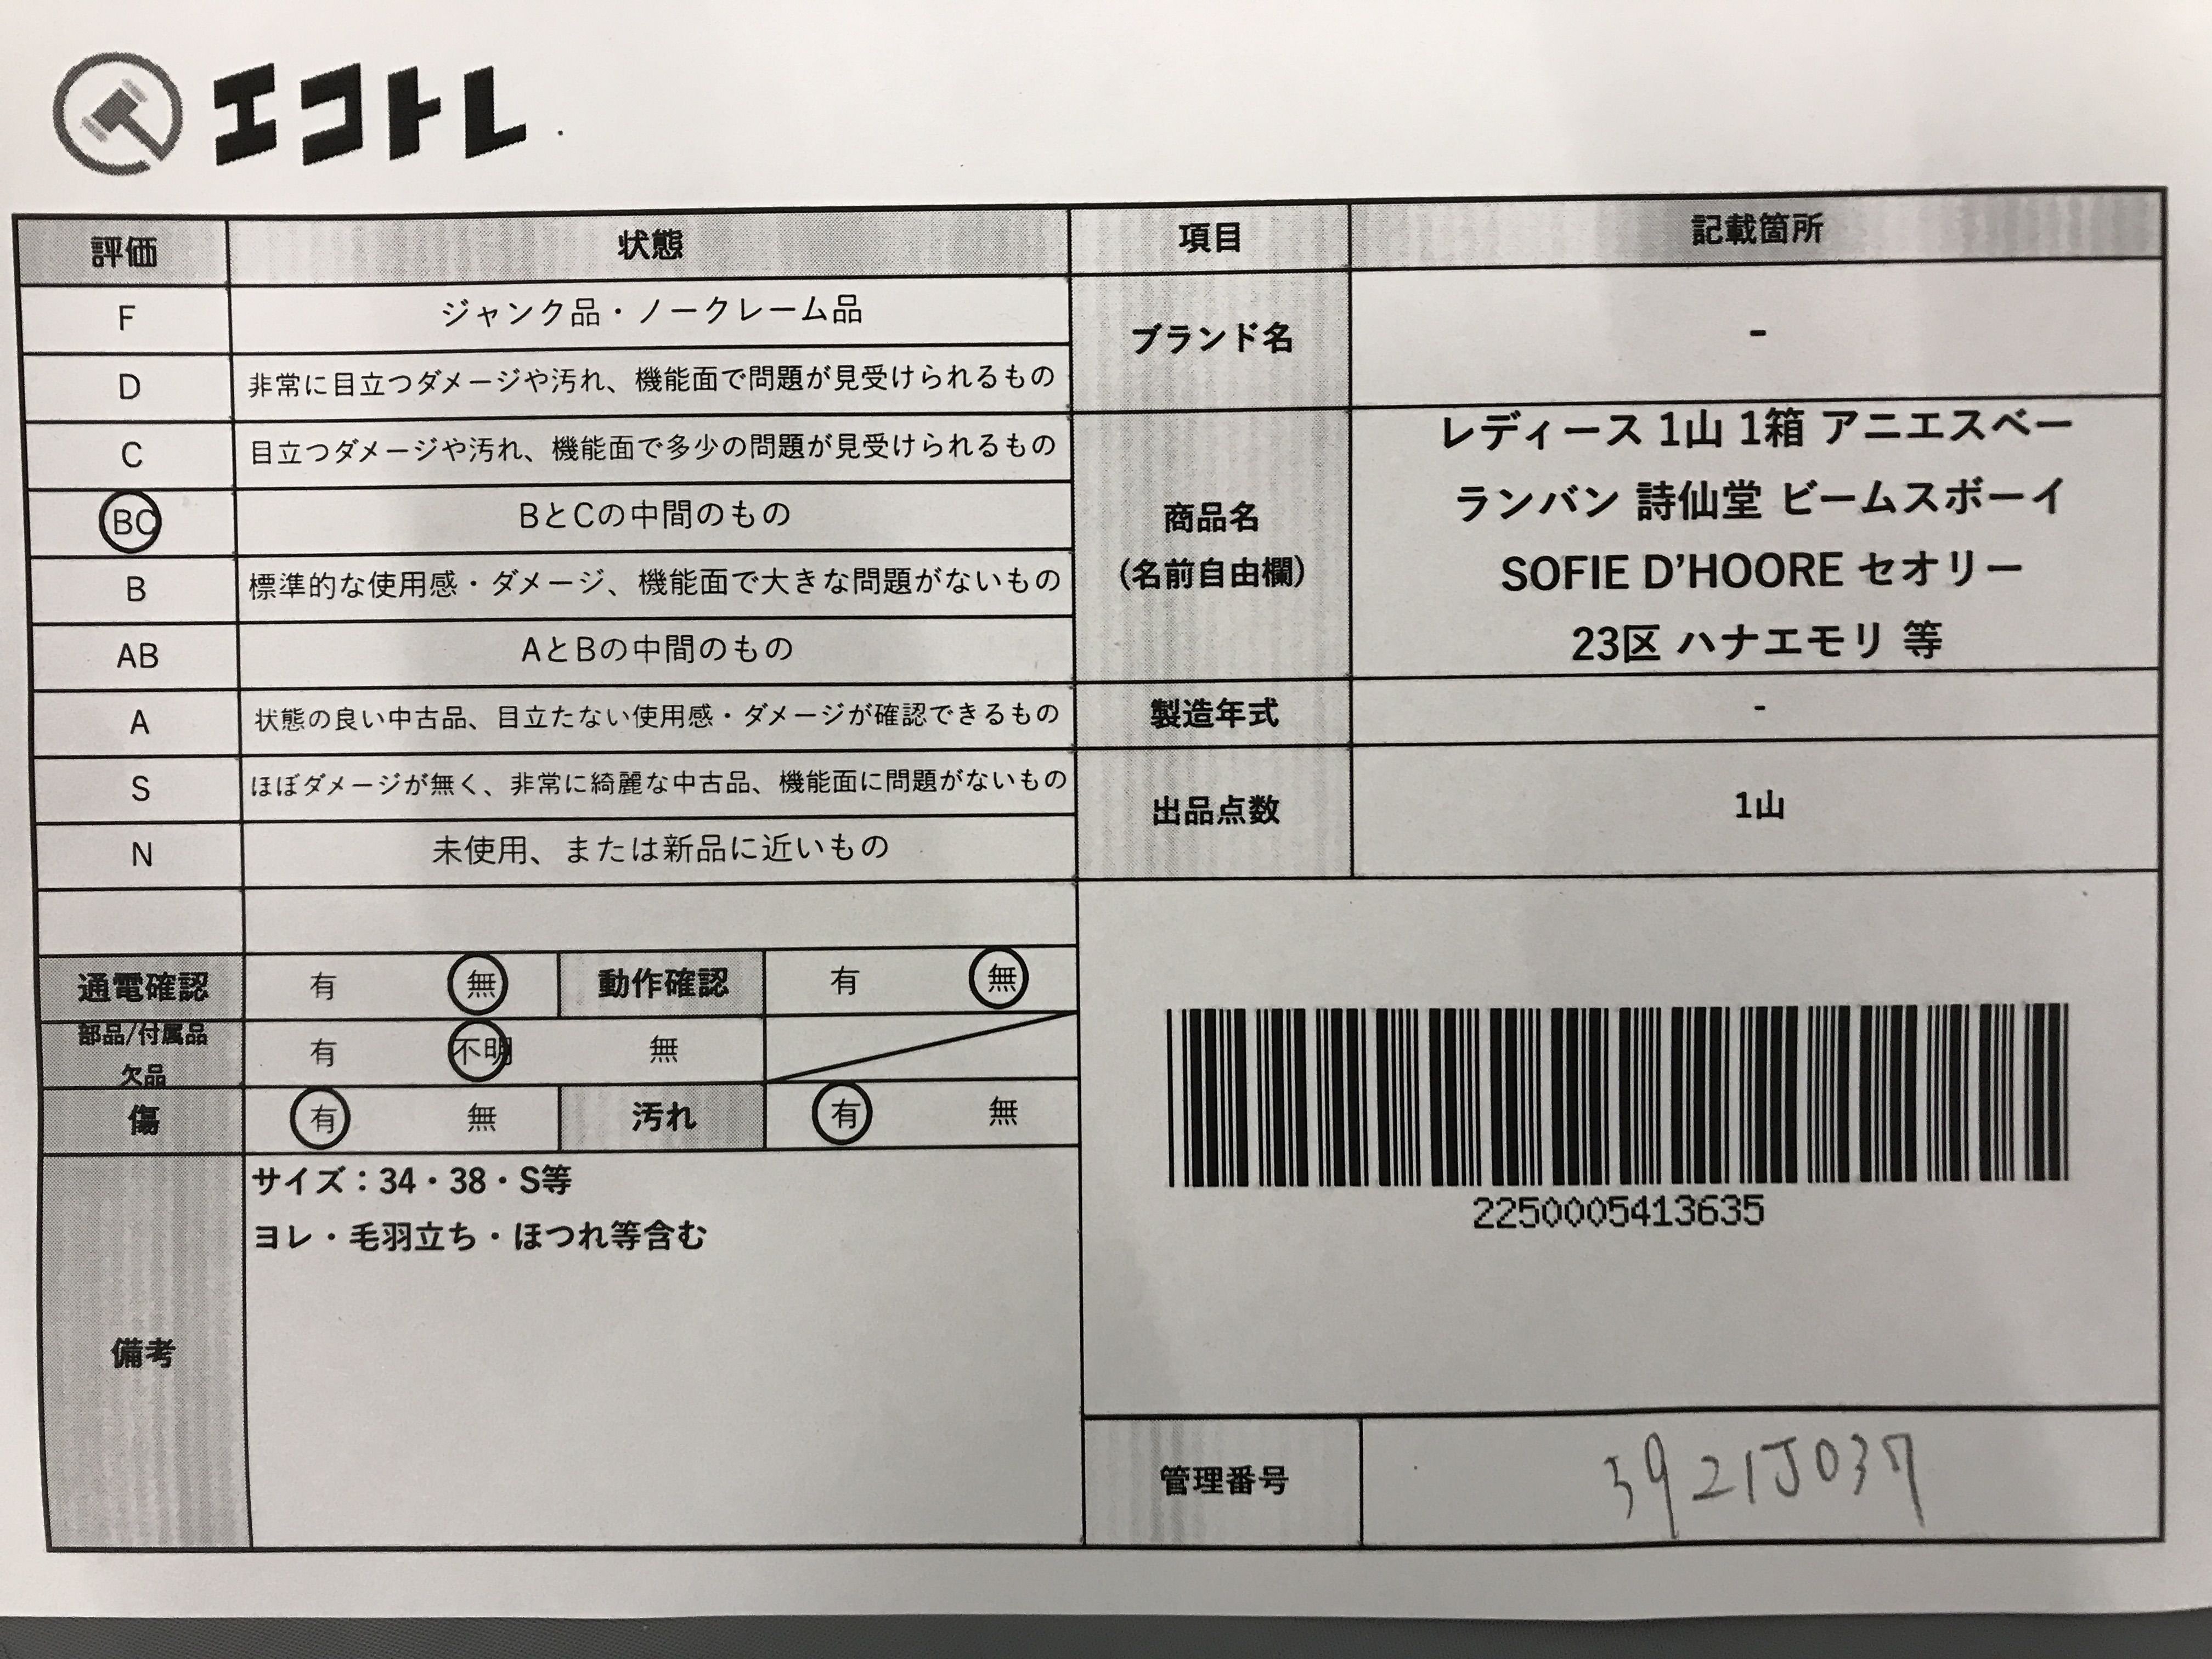 エコトレ
評価 状態 項目 記載箇所
F ジャンク品・ノークレーム品
D 非常に目立つダメージや汚れ、機能面で問題が見受けられるもの
C 目立つダメージや汚れ、機能面で多少の問題が見受けられるもの
BC BとCの中間のもの
B 標準的な使用感・ダメージ、機能面で大きな問題がないもの
AB AとBの中間のもの
A 状態の良い中古品、目立たない使用感・ダメージが確認できるもの
S ほぼダメージが無く、非常に綺麗な中古品、機能面に問題がないもの
N 未使用、または新品に近いもの
ブランド名 -
商品名
(名前自由欄)
レディース 1山 1箱 アニエスベー
ランバン 詩仙堂 ビームスボーイ
SOFIE D'HOORE セオリー
23区 ハナエモリ 等
製造年式 -
出品点数 1山
通電確認 有 無 動作確認 有 無
部品/付属品
欠品
有 不明 無
傷 有 無 汚れ 有 無
備考
サイズ：34・38・S等
ヨレ・毛羽立ち・ほつれ等含む
2250005413635
管理番号 3921J037